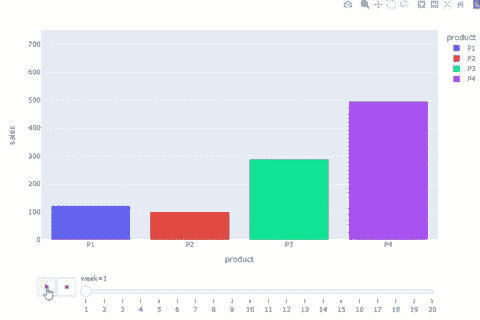 product
P1
P2
P3
P4
sales
700
600
500
400
300
200
100
0
P1 P2 P3 P4
product
week=1
1 2 3 4 5 6 7 8 9 10 11 12 13 14 15 16 17 18 19 20